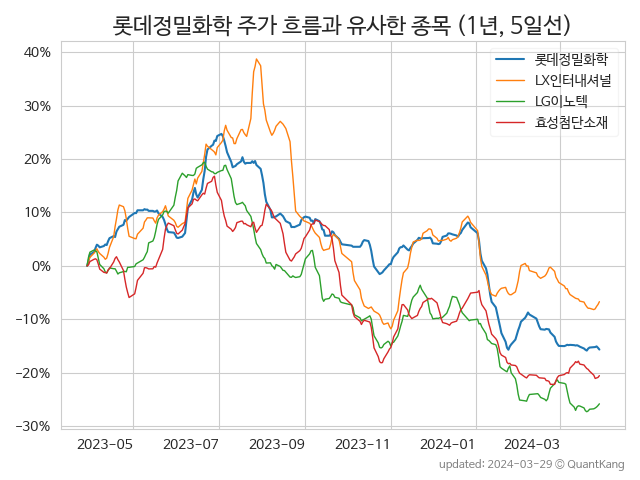 롯데정밀화학 주가 흐름과 유사한 종목 (1년, 5일선)
롯데정밀화학
LX인터내셔널
LG이노텍
효성첨단소재
40%
30%
20%
10%
0%
−10%
−20%
−30%
2023-05 2023-07 2023-09 2023-11 2024-01 2024-03
updated: 2024-03-29 © QuantKang